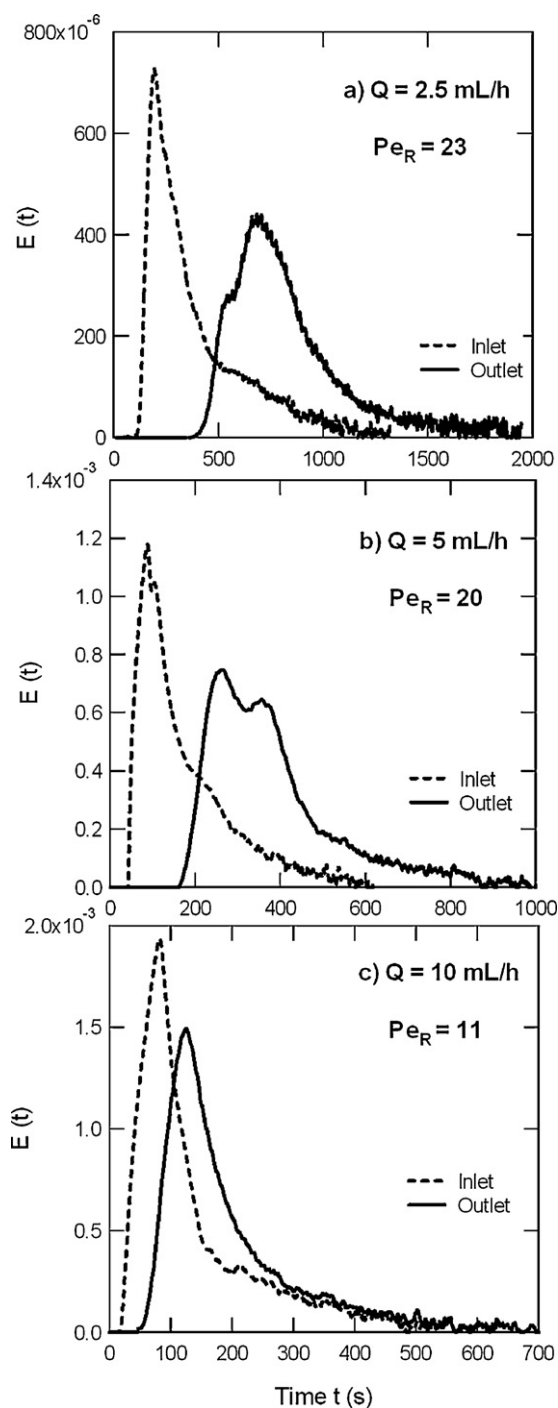 800x10-6
a) Q = 2.5 mL/h
600
PeR = 23
E (t)
400
200
Inlet
Outlet
0
0 500 1000 1500 2000
1.4x10-3
b) Q = 5 mL/h
1.2
1.0
PeR = 20
0.8
E (t)
0.6
0.4
Inlet
Outlet
0.2
0.0
0 200 400 600 800 1000
2.0x10-3
c) Q = 10 mL/h
1.5
PeR = 11
E (t)
1.0
Inlet
Outlet
0.5
0.0
0 100 200 300 400 500 600 700
Time t (s)